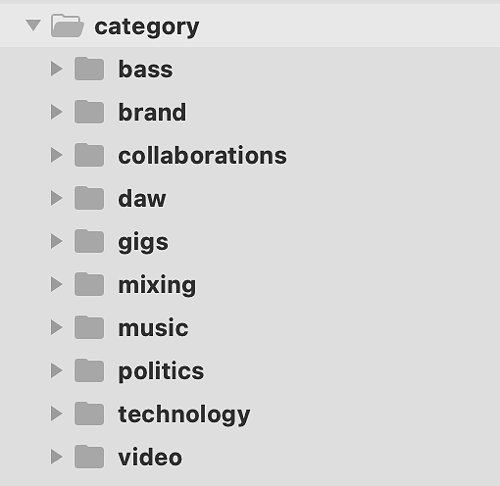 category
bass
brand
collaborations
daw
gigs
mixing
music
politics
technology
video